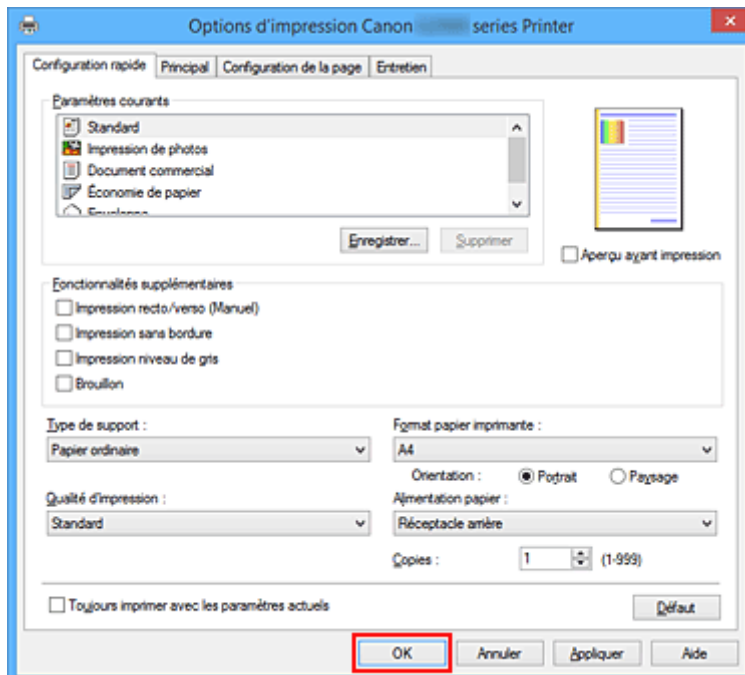 Options d'impression Canon series Printer
Configuration rapide Principal Configuration de la page Entretien
Paramètres courants
Standard
Impression de photos
Document commercial
Économie de papier
Enregistrer... Supprimer
Aperçu avant impression
Fonctionnalités supplémentaires
Impression recto/verso (Manuel)
Impression sans bordure
Impression niveau de gris
Brouillon
Type de support :
Papier ordinaire
Format papier imprimante :
A4
Orientation : Portrait Paysage
Qualité d'impression :
Standard
Alimentation papier :
Réceptacle arrière
Copies : 1 (1-999)
Toujours imprimer avec les paramètres actuels
Défaut
OK Annuler Appliquer Aide